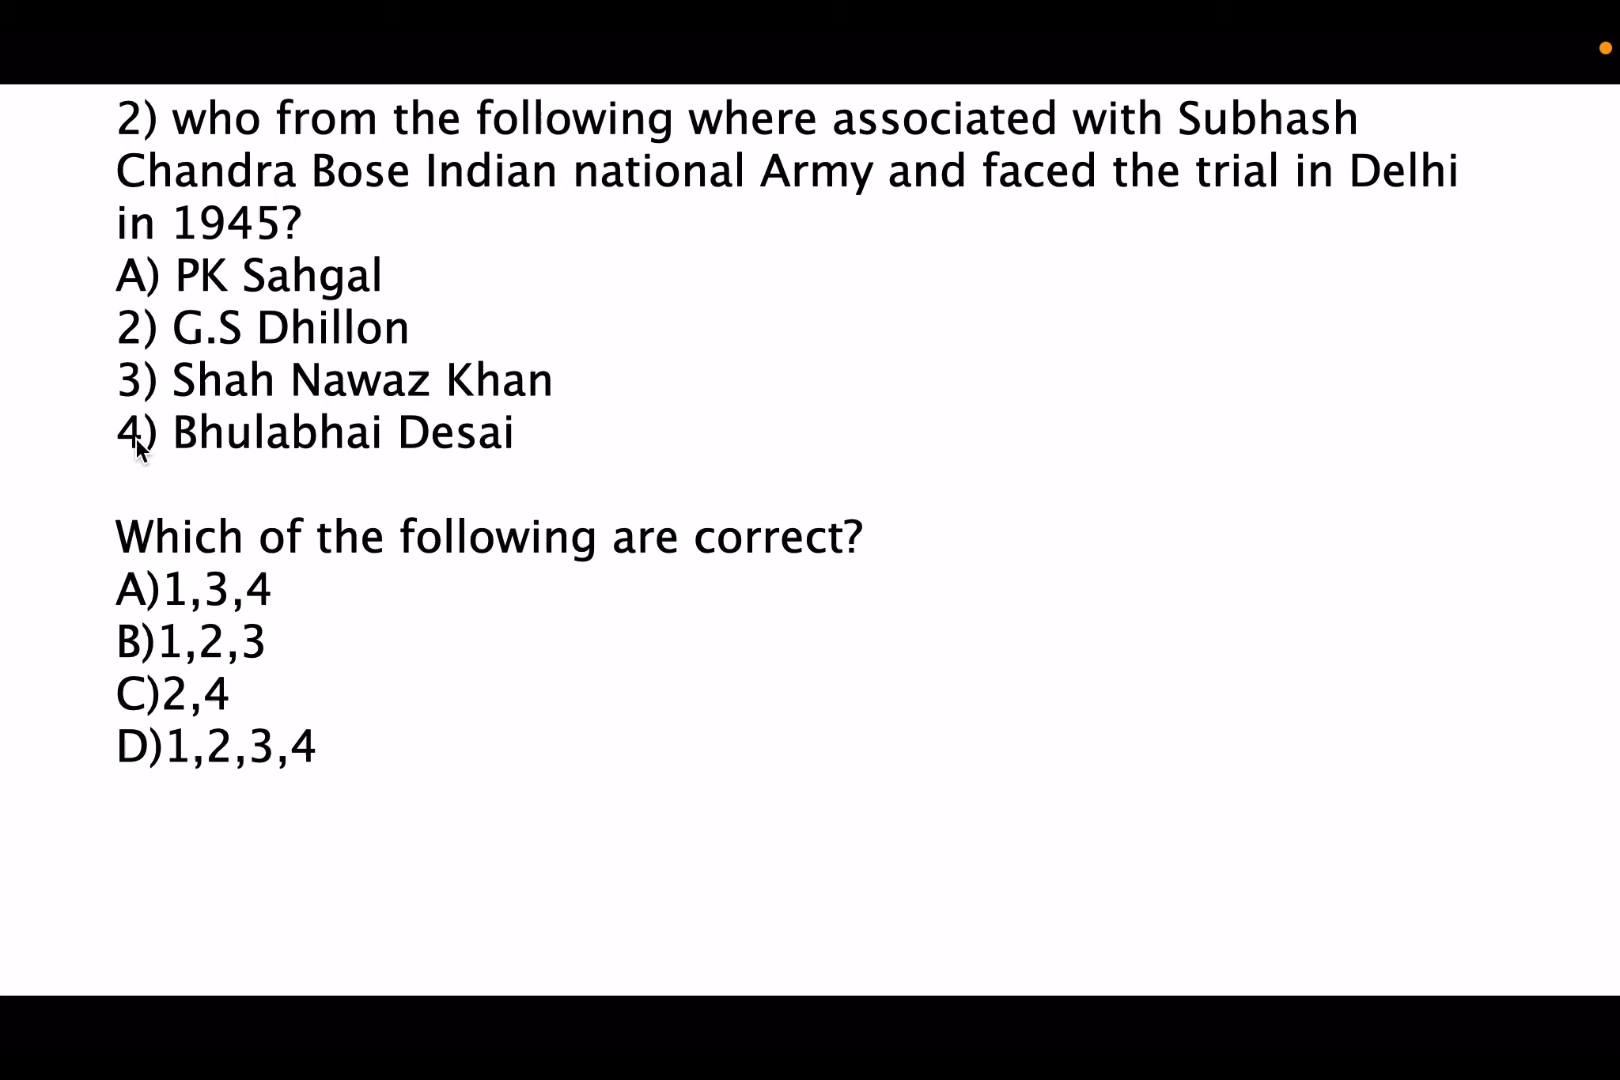 2) who from the following where associated with Subhash
Chandra Bose Indian national Army and faced the trial in Delhi
in 1945?
A) PK Sahgal
2) G.S Dhillon
3) Shah Nawaz Khan
4) Bhulabhai Desai
Which of the following are correct?
A)1,3,4
B)1,2,3
C)2,4
D)1,2,3,4